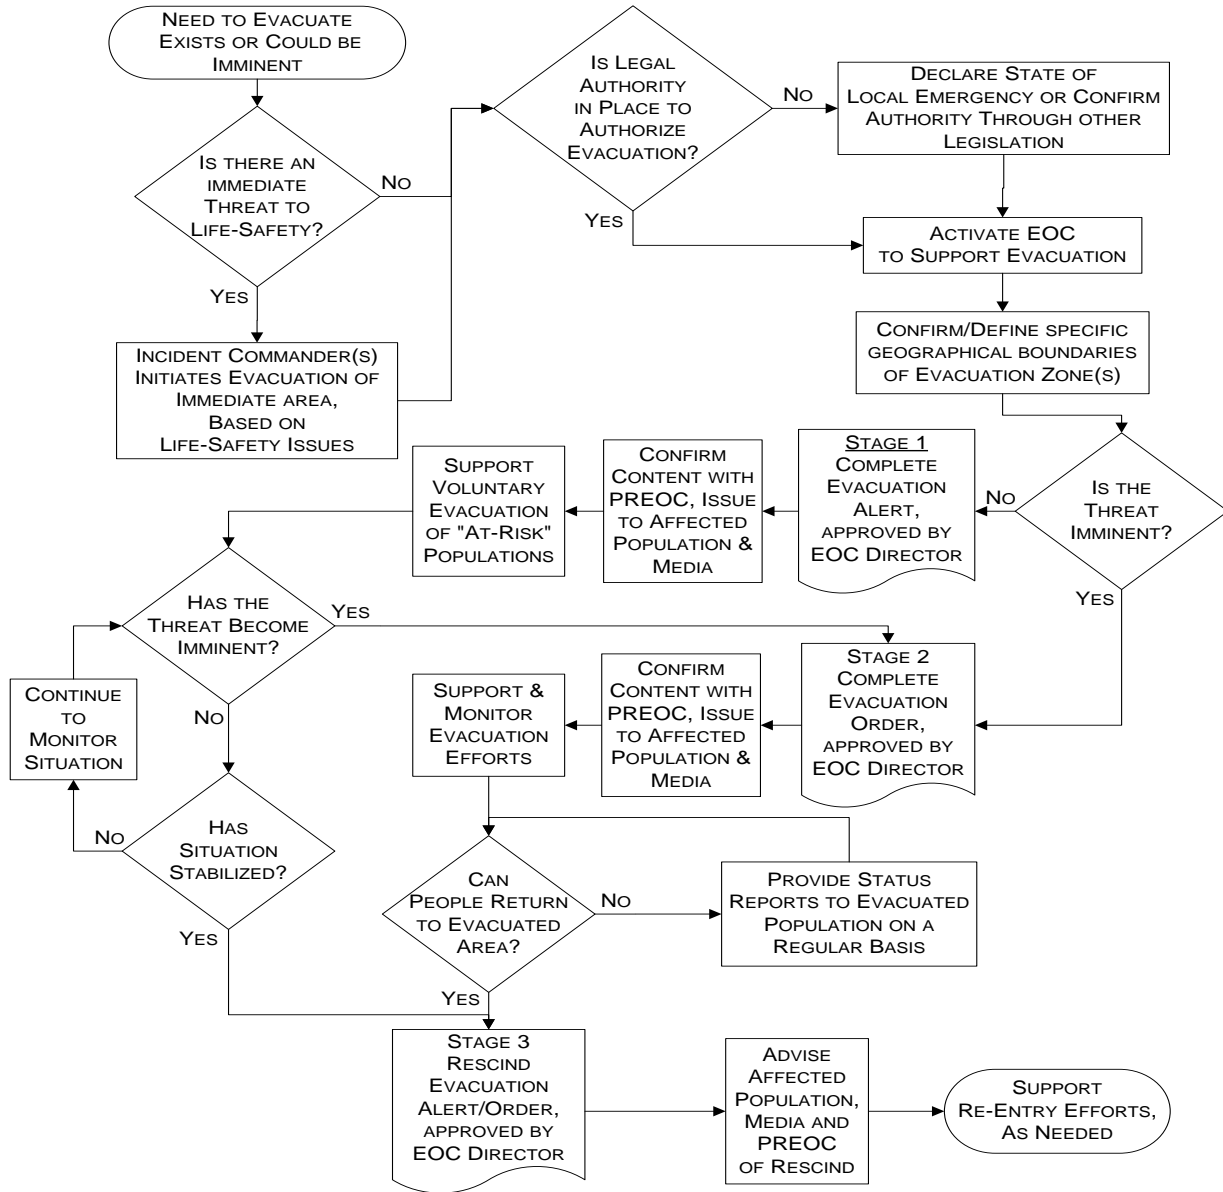 Need to Evacuate
Exists or Could be
Imminent
Is there an
immediate
Threat to
Life-Safety?
No
Yes
Incident Commander(s)
Initiates Evacuation of
Immediate area,
Based on
Life-Safety Issues
Is Legal
Authority
in Place to
Authorize
Evacuation?
No
Yes
Declare State of
Local Emergency or Confirm
Authority Through other
Legislation
Activate EOC
to Support Evacuation
Confirm/Define specific
geographical boundaries
of Evacuation Zone(s)
Is the
Threat
Imminent?
No
Yes
Stage 1
Complete
Evacuation
Alert,
approved by
EOC Director
Confirm
Content with
PREOC, Issue
to Affected
Population &
Media
Support
Voluntary
Evacuation
of "At-Risk"
Populations
Has the
Threat Become
Imminent?
Yes
No
Continue
to
Monitor
Situation
Has
Situation
Stabilized?
No
Yes
Stage 2
Complete
Evacuation
Order,
approved by
EOC Director
Confirm
Content with
PREOC, Issue
to Affected
Population &
Media
Support &
Monitor
Evacuation
Efforts
Can
People Return
to Evacuated
Area?
No
Yes
Provide Status
Reports to Evacuated
Population on a
Regular Basis
Stage 3
Rescind
Evacuation
Alert/Order,
approved by
EOC Director
Advise
Affected
Population,
Media and
PREOC
of Rescind
Support
Re-Entry Efforts,
As Needed